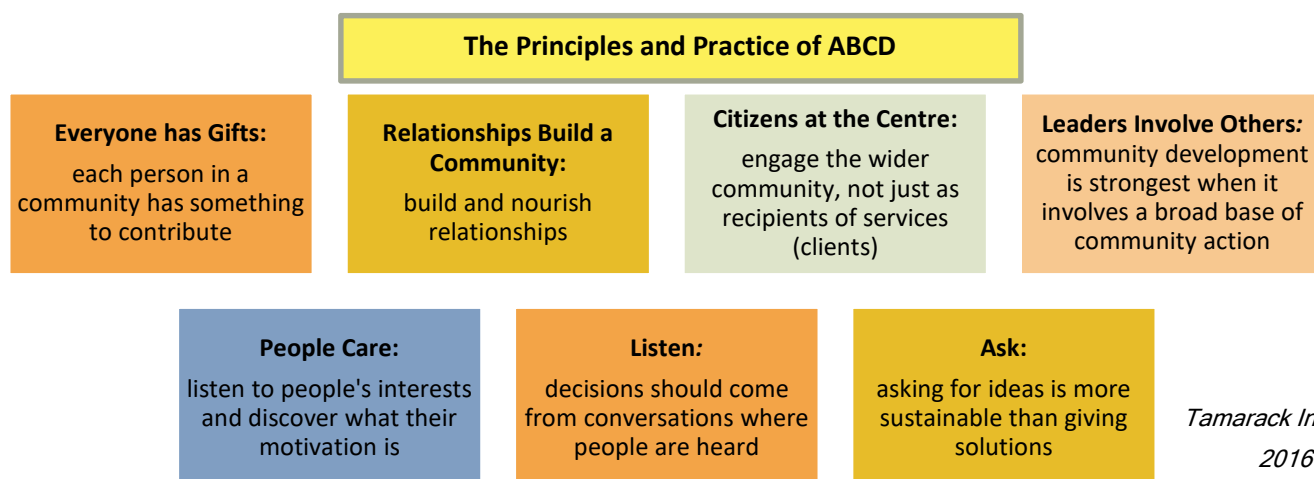 The Principles and Practice of ABCD
Everyone has Gifts:
each person in a
community has something
to contribute
Relationships Build a
Community:
build and nourish
relationships
Citizens at the Centre:
engage the wider
community, not just as
recipients of services
(clients)
Leaders Involve Others:
community development
is strongest when it
involves a broad base of
community action
People Care:
listen to people's interests
and discover what their
motivation is
Listen:
decisions should come
from conversations where
people are heard
Ask:
asking for ideas is more
sustainable than giving
solutions
Tamarack
2016